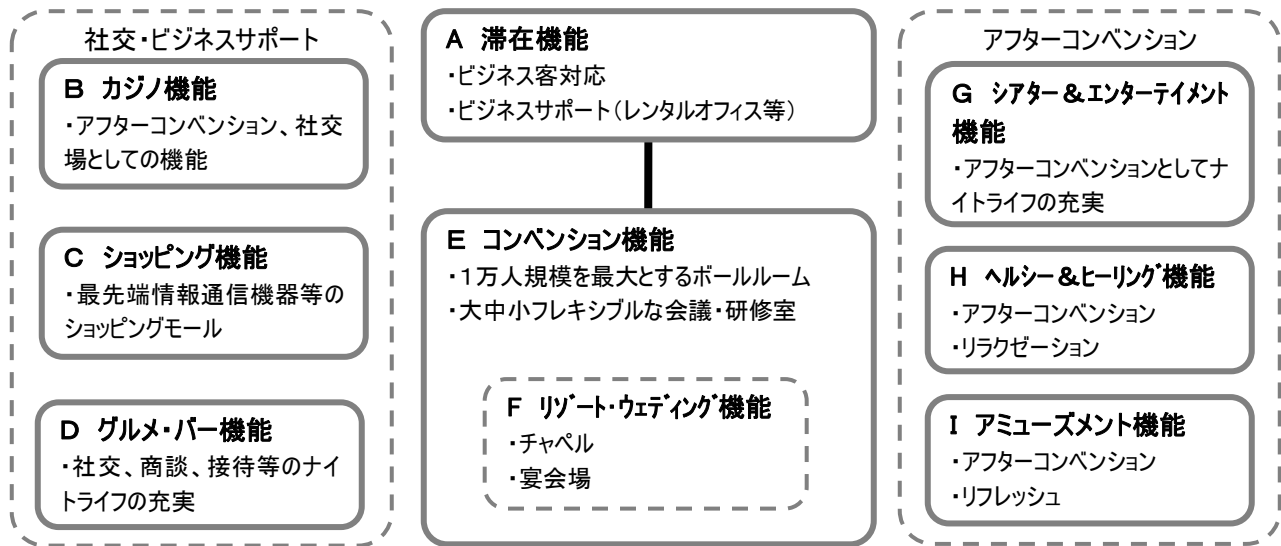 社交・ビジネスサポート
B カジノ機能
・アフターコンベンション、社交
場としての機能
C ショッピング機能
・最先端情報通信機器等の
ショッピングモール
D グルメ・バー機能
・社交、商談、接待等のナイ
トライフの充実
A 滞在機能
・ビジネス客対応
・ビジネスサポート(レンタルオフィス等)
E コンベンション機能
・1万人規模を最大とするボールルーム
・大中小フレキシブルな会議・研修室
F リゾート・ウェディング機能
・チャペル
・宴会場
アフターコンベンション
G シアター&エンターテイメント
機能
・アフターコンベンションとしてナ
イトライフの充実
H ヘルシー&ヒーリング機能
・アフターコンベンション
・リラクゼーション
I アミューズメント機能
・アフターコンベンション
・リフレッシュ